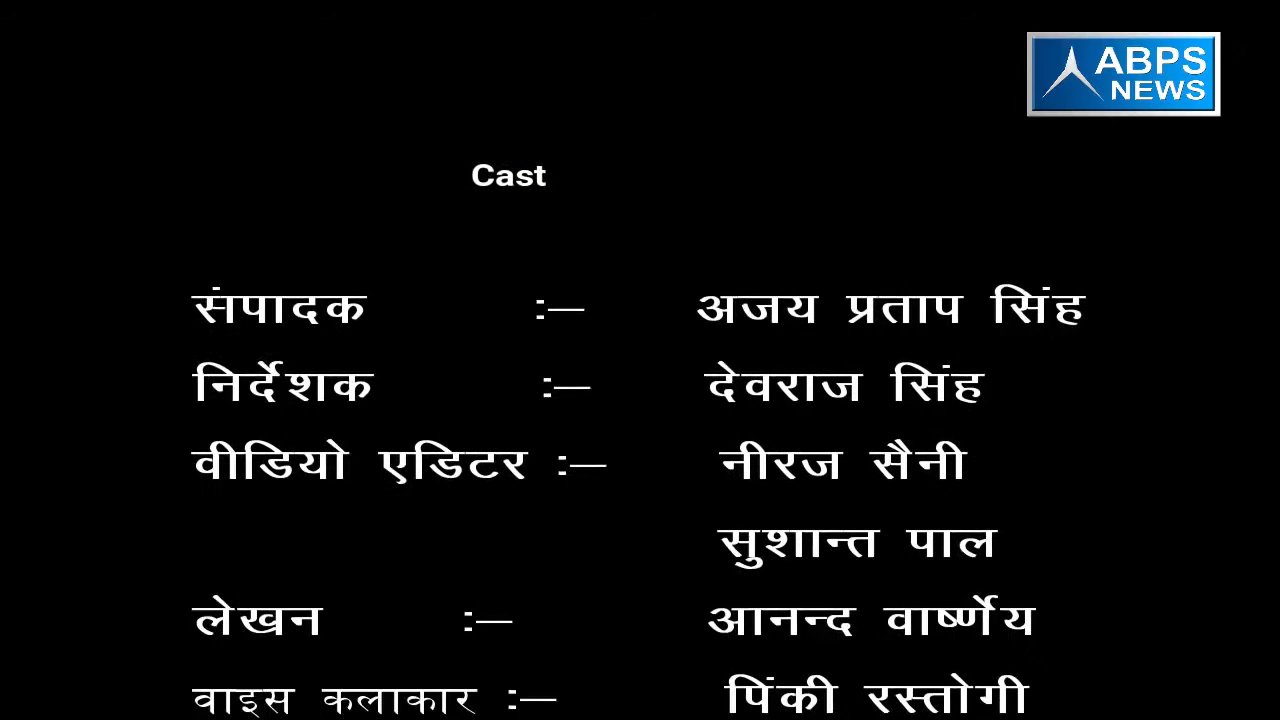 ABPS
NEWS
Cast
संपादक :— अजय प्रताप सिंह
निर्देशक :— देवराज सिंह
वीडियो एडिटर :— नीरज सैनी
सुशान्त पाल
लेखन :— आनन्द वार्ष्णेय
वाइस कलाकार :— पिंकी रस्तोगी